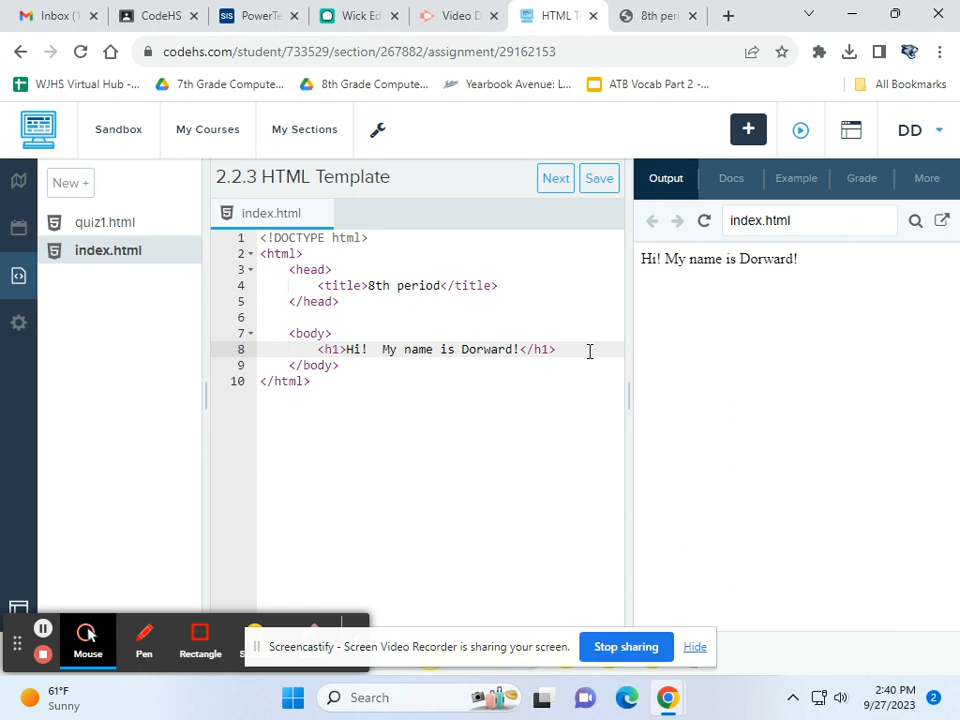 Inbox (1
CodeHS
SIS PowerTe
Wick Ed
Video D
HTML T
8th peri
codehs.com/student/733529/section/267882/assignment/29162153
WJHS Virtual Hub -...
7th Grade Compute...
8th Grade Compute...
Yearbook Avenue: L...
ATB Vocab Part 2 -...
All Bookmarks
Sandbox
My Courses
My Sections
DD
New +
quiz1.html
index.html
2.2.3 HTML Template
Next
Save
index.html
1 <!DOCTYPE html>
2 <html>
3 <head>
4 <title>8th period</title>
5 </head>
6
7 <body>
8 <h1>Hi!  My name is Dorward!</h1>
9 </body>
10 </html>
Output
Docs
Example
Grade
More
index.html
Hi! My name is Dorward!
Mouse
Pen
Rectangle
Screencastify - Screen Video Recorder is sharing your screen.
Stop sharing
Hide
61°F
Sunny
Search
2:40 PM
9/27/2023
2